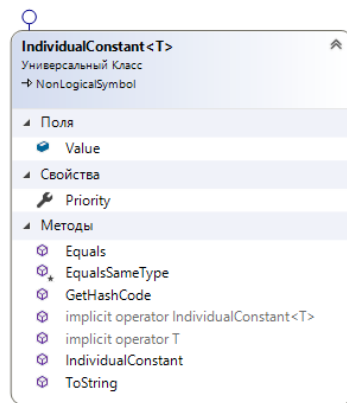 IndividualConstant<T>
Универсальный Класс
NonLogicalSymbol
Поля
Value
Свойства
Priority
Методы
Equals
EqualsSameType
GetHashCode
implicit operator IndividualConstant<T>
implicit operator T
IndividualConstant
ToString